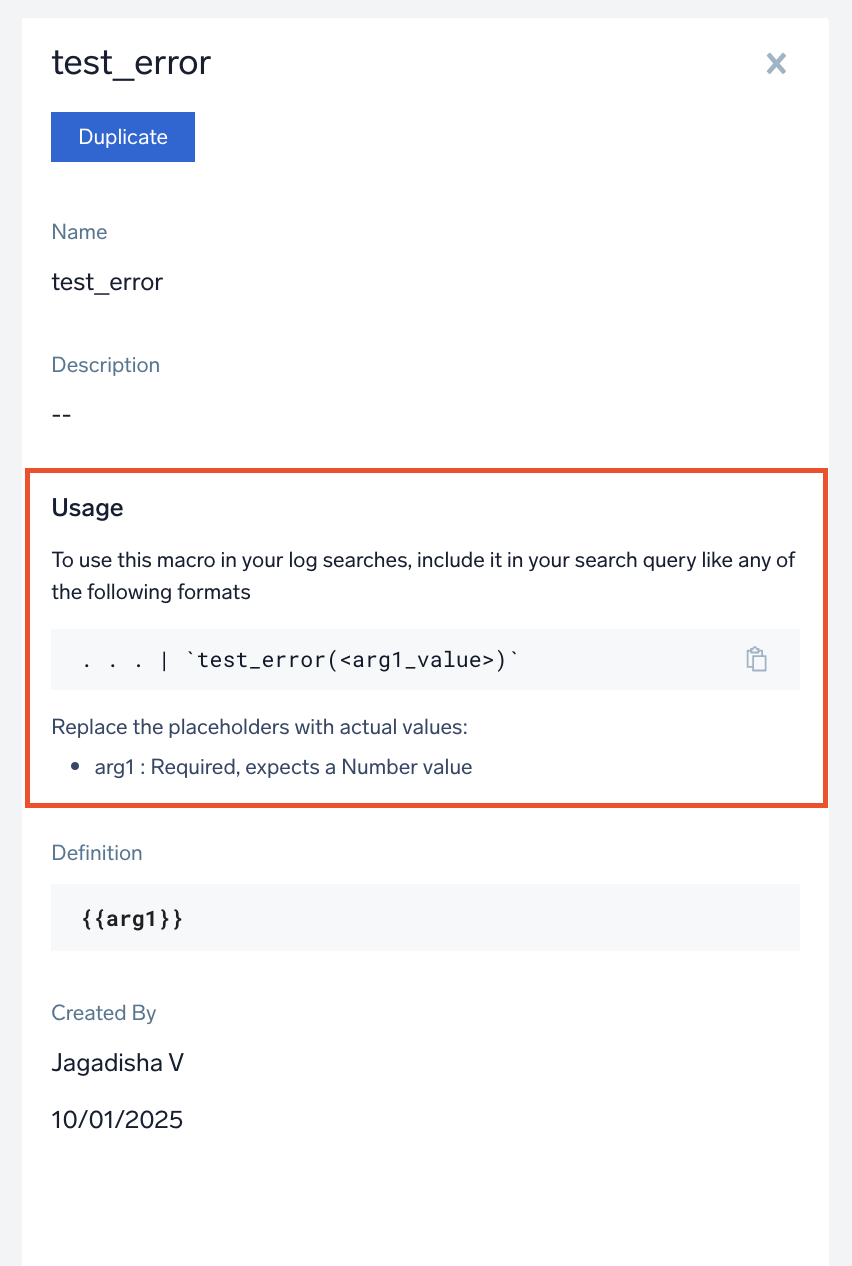 test_error
Duplicate
Name
test_error
Description
--
Usage
To use this macro in your log searches, include it in your search query like any of
the following formats
. . . | `test_error(<arg1_value>)`
Replace the placeholders with actual values:
• arg1 : Required, expects a Number value
Definition
{{arg1}}
Created By
Jagadisha V
10/01/2025